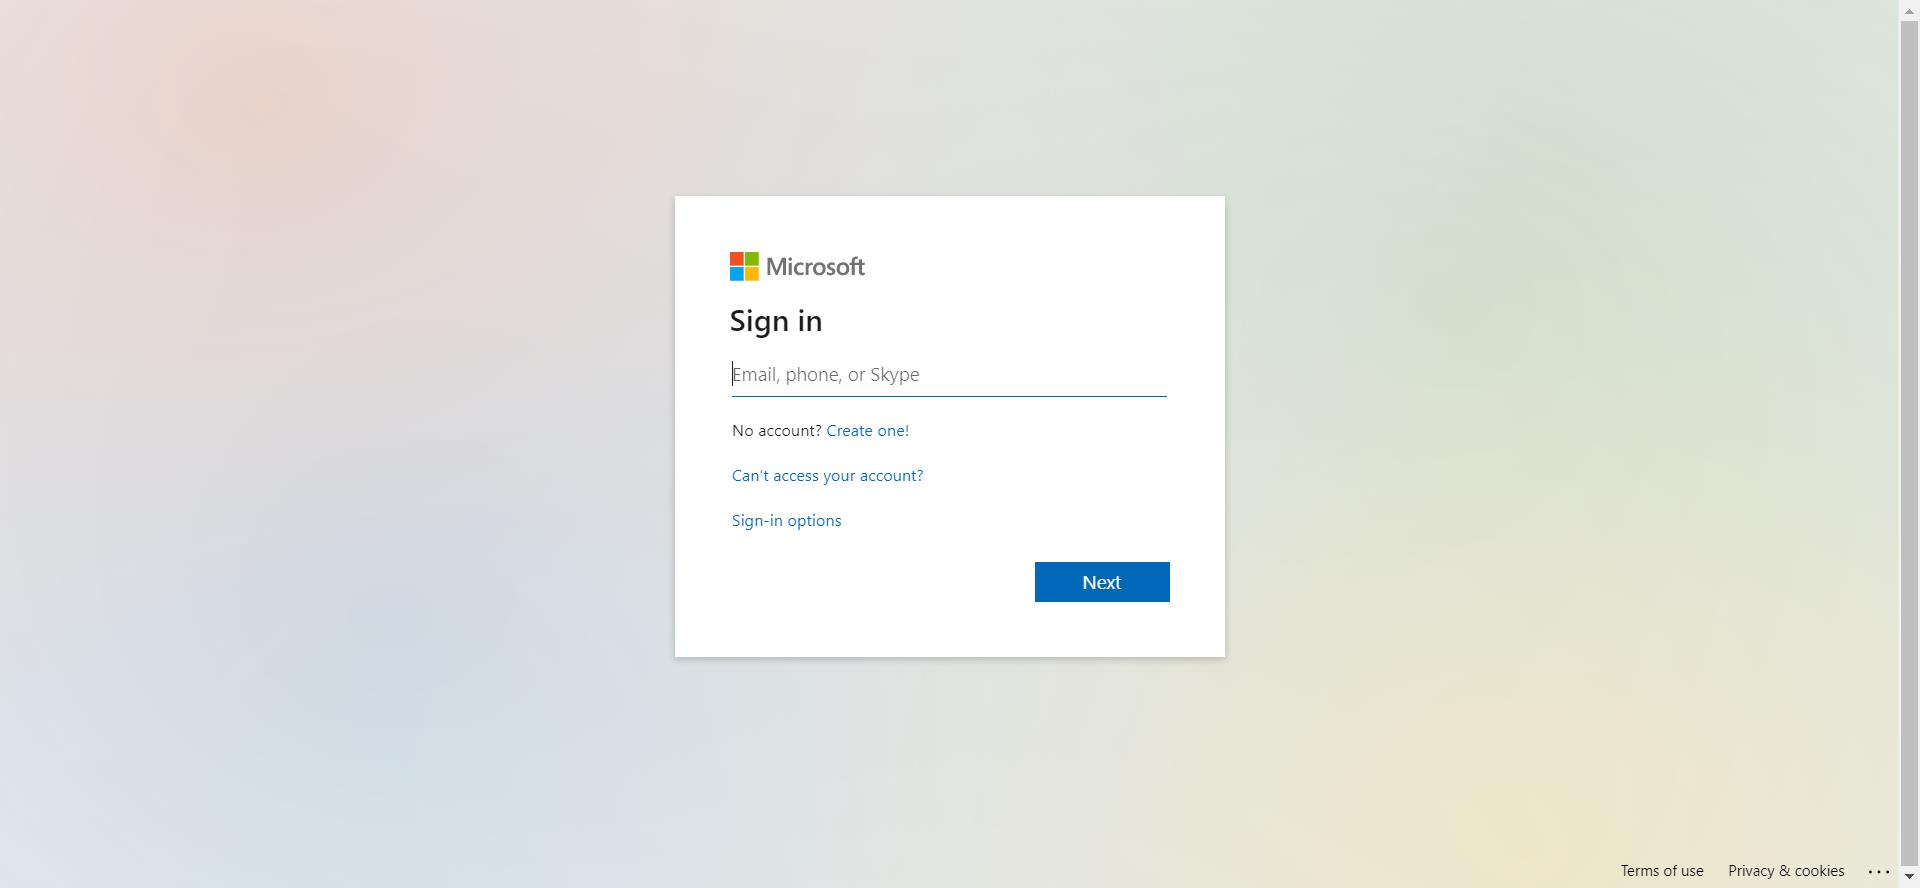 Microsoft
Sign in
Email, phone, or Skype
No account? Create one!
Can't access your account?
Sign-in options
Next
Terms of use Privacy & cookies ...